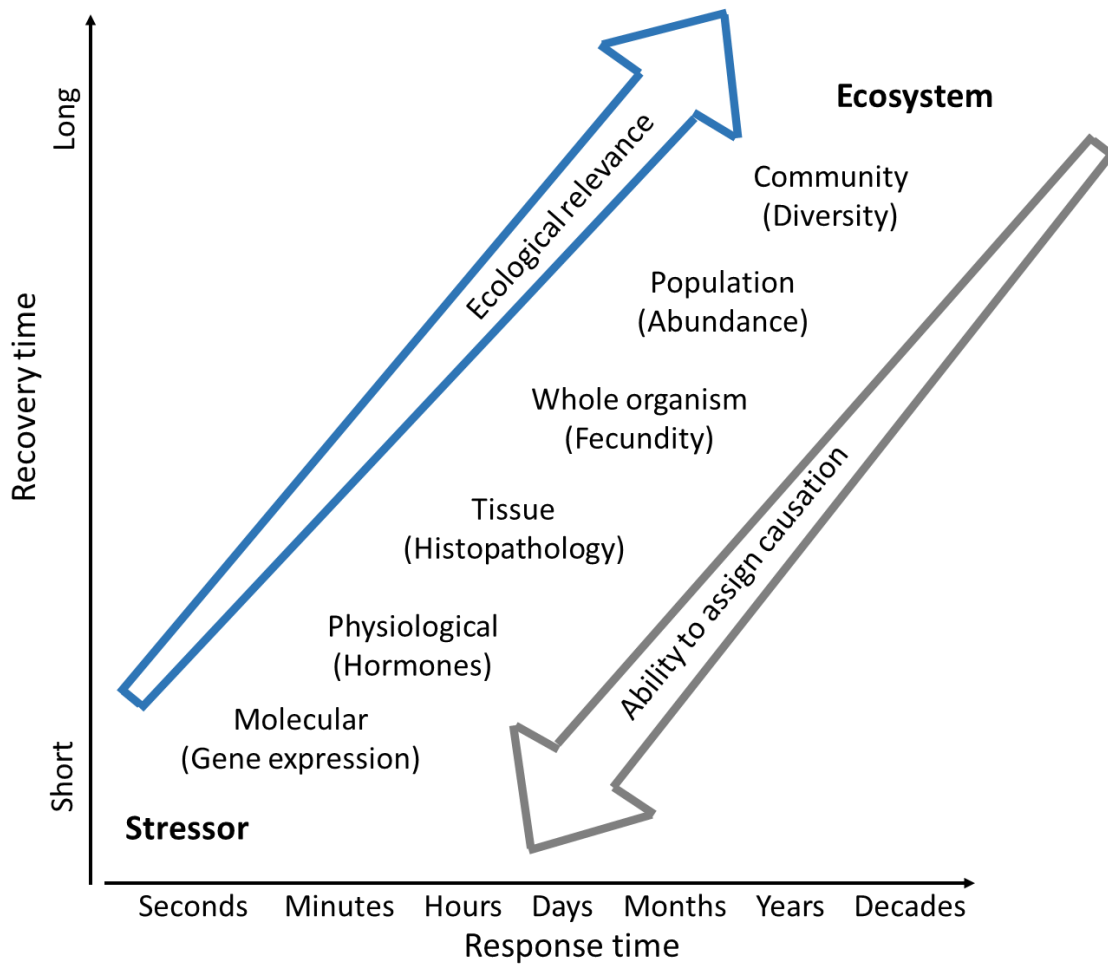 Long
Recovery time
Short
Ecosystem
Community
(Diversity)
Population
(Abundance)
Whole organism
(Fecundity)
Tissue
(Histopathology)
Physiological
(Hormones)
Molecular
(Gene expression)
Stressor
Ecological relevance
Ability to assign causation
Seconds Minutes Hours Days Months Years Decades
Response time